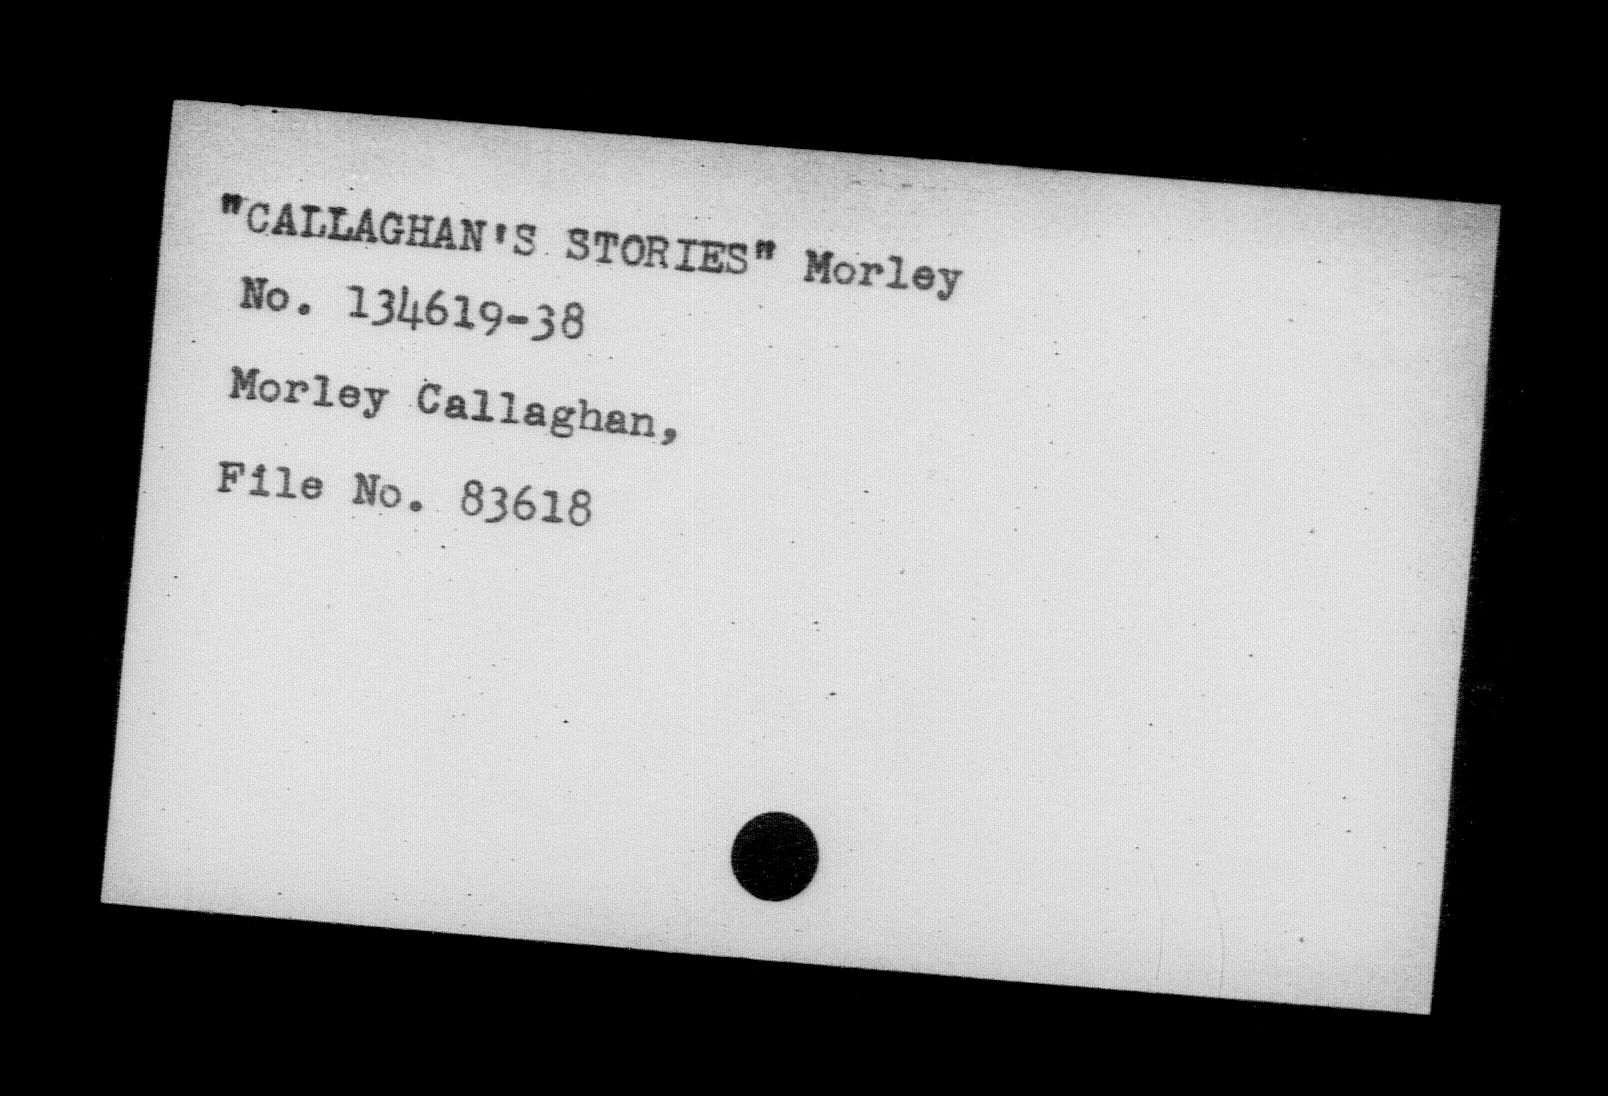 "CALLAGHAN'S STORIES" Morley
No. 134619-38
Morley Callaghan,
File No. 83618